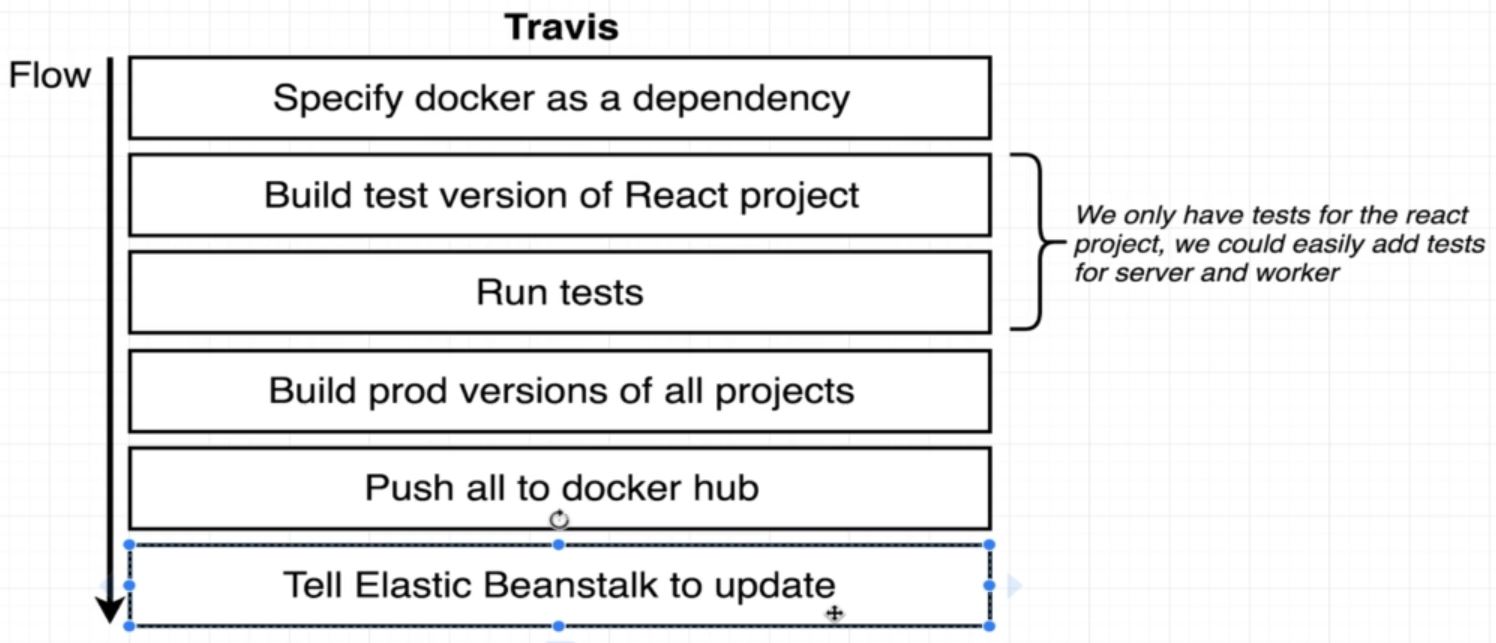 Travis
Flow
Specify docker as a dependency
Build test version of React project
We only have tests for the react
project, we could easily add tests
for server and worker
Run tests
Build prod versions of all projects
Push all to docker hub
Tell Elastic Beanstalk to update